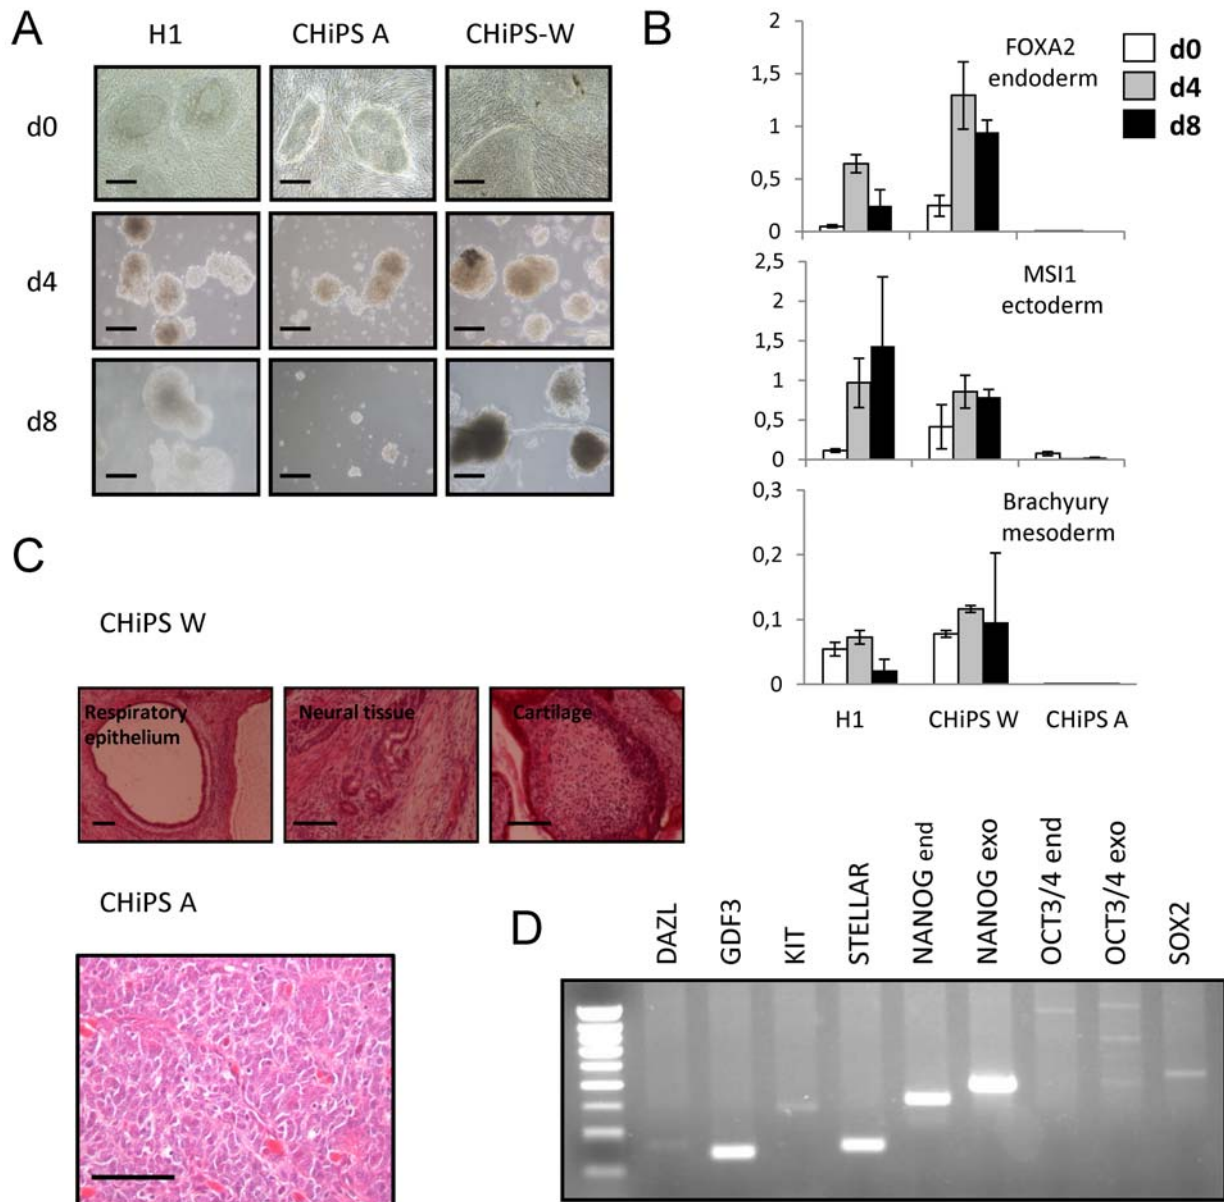 A
H1
CHiPS A
CHiPS-W
d0
d4
d8
B
2
1,5
1
0,5
0
FOXA2
endoderm
d0
d4
d8
2,5
2
1,5
1
0,5
0
MSI1
ectoderm
0,3
0,2
0,1
0
Brachyury
mesoderm
H1
CHiPS W
CHiPS A
C
CHiPS W
Respiratory
epithelium
Neural tissue
Cartilage
CHiPS A
D
DAZL
GDF3
KIT
STELLAR
NANOG end
NANOG exo
OCT3/4 end
OCT3/4 exo
SOX2